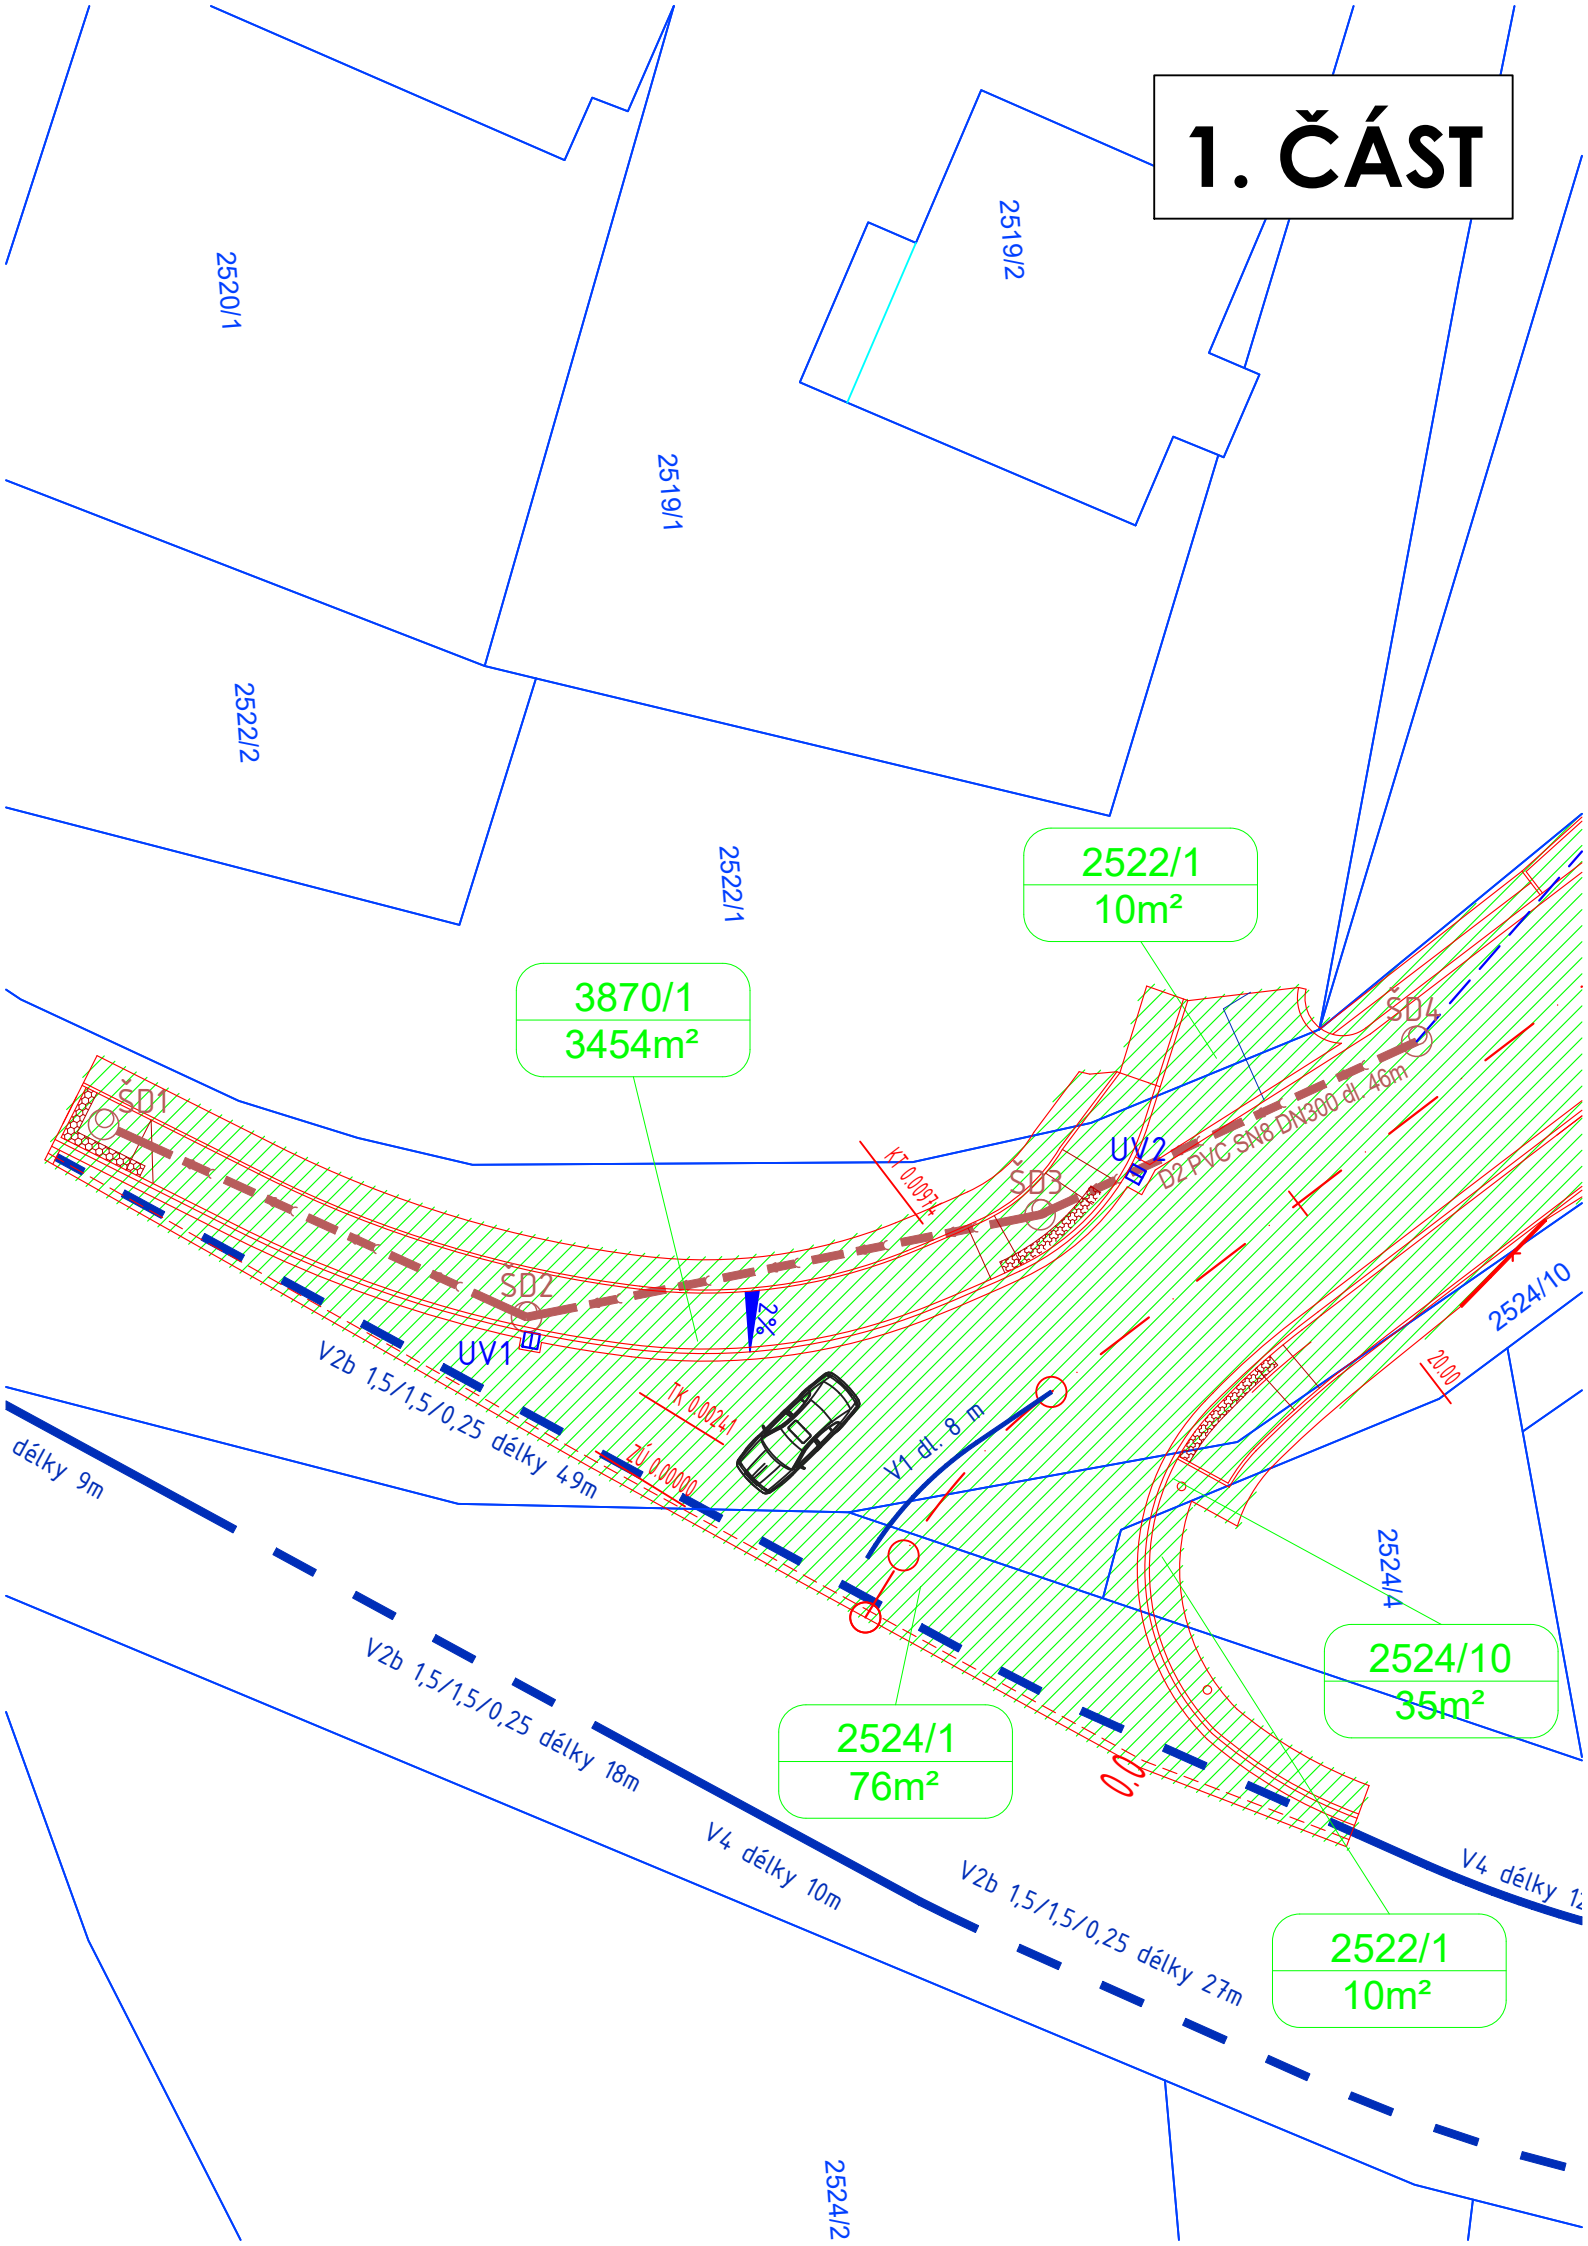 1. ČÁST
2519/2
2520/1
2519/1
2522/2
2522/1
2522/1
10m²
3870/1
3454m²
ŠD4
ŠD1
D2 PVC SN8 DN300 dl. 46m
UV2
KT 0.00974
ŠD3
ŠD2
2%
UV1
2524/10
20.00
V2b 1,5/1,5/0,25 délky 49m
TK 0.00241
V1 dl. 8 m
ZÚ 0.00000
délky 9m
2524/4
2524/10
35m²
V2b 1,5/1,5/0,25 délky 18m
2524/1
76m²
0.0
V4 délky 10m
V2b 1,5/1,5/0,25 délky 27m
V4 délky 12
2522/1
10m²
2524/2